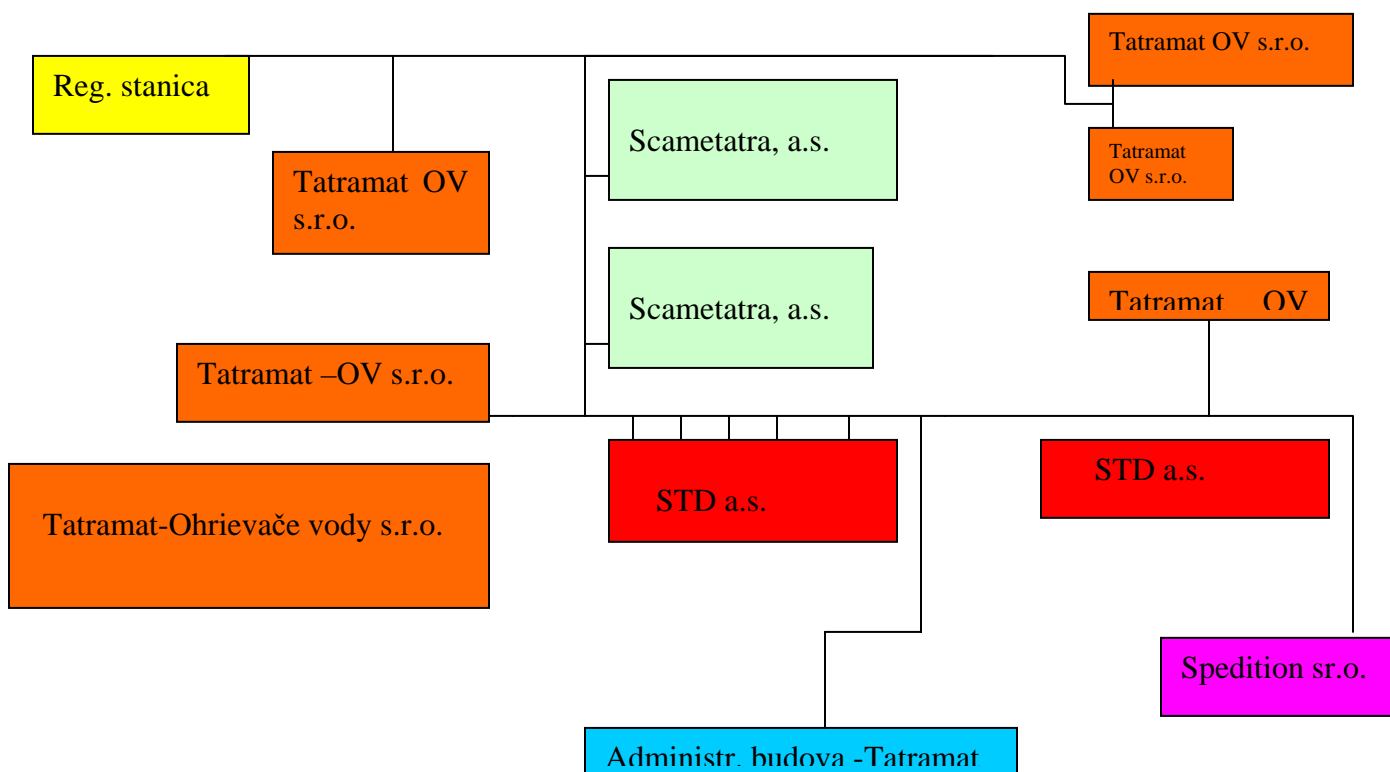 Tatramat OV s.r.o.
Reg. stanica
Scametatra, a.s.
Tatramat
OV s.r.o.
Tatramat OV
s.r.o.
Scametatra, a.s.
Tatramat OV
Tatramat –OV s.r.o.
STD a.s.
STD a.s.
Tatramat-Ohrievače vody s.r.o.
Spedition sr.o.
Administr. budova -Tatramat